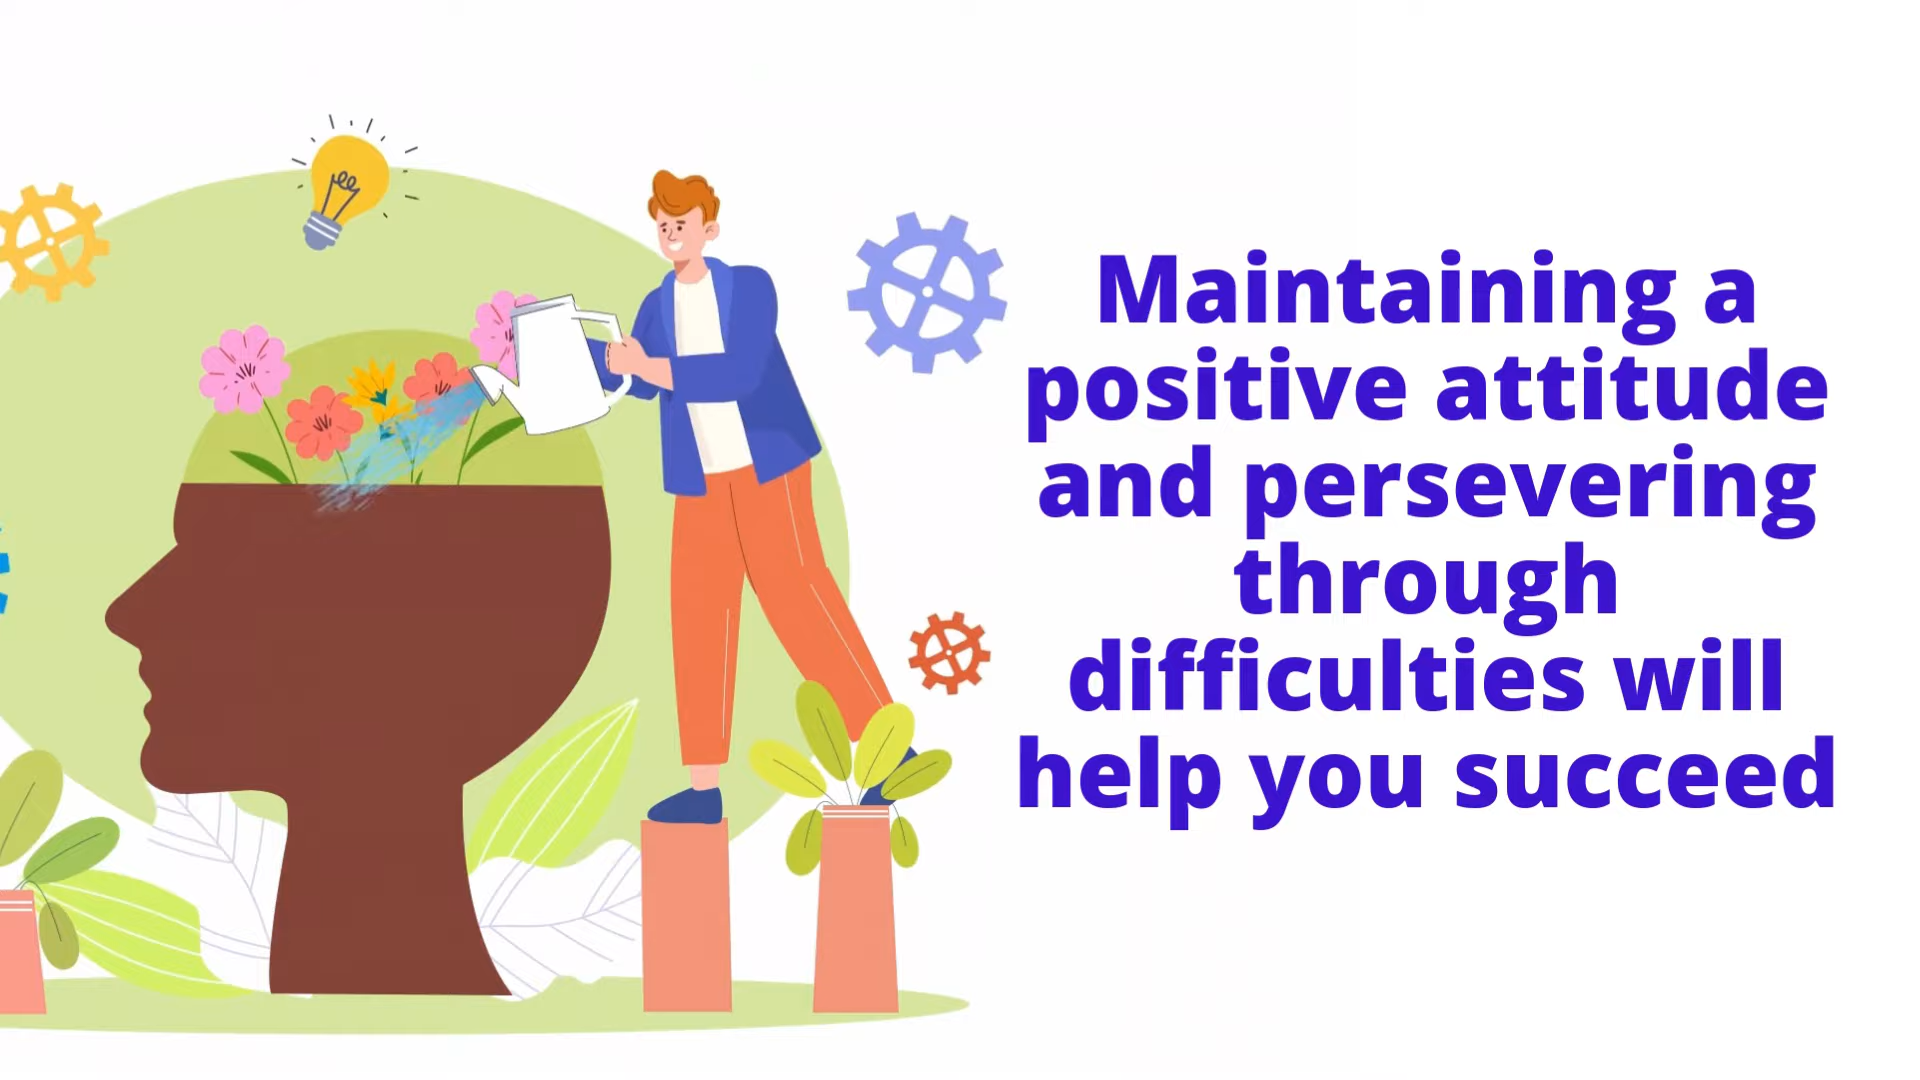 Maintaining a
positive attitude
and persevering
through
difficulties will
help you succeed